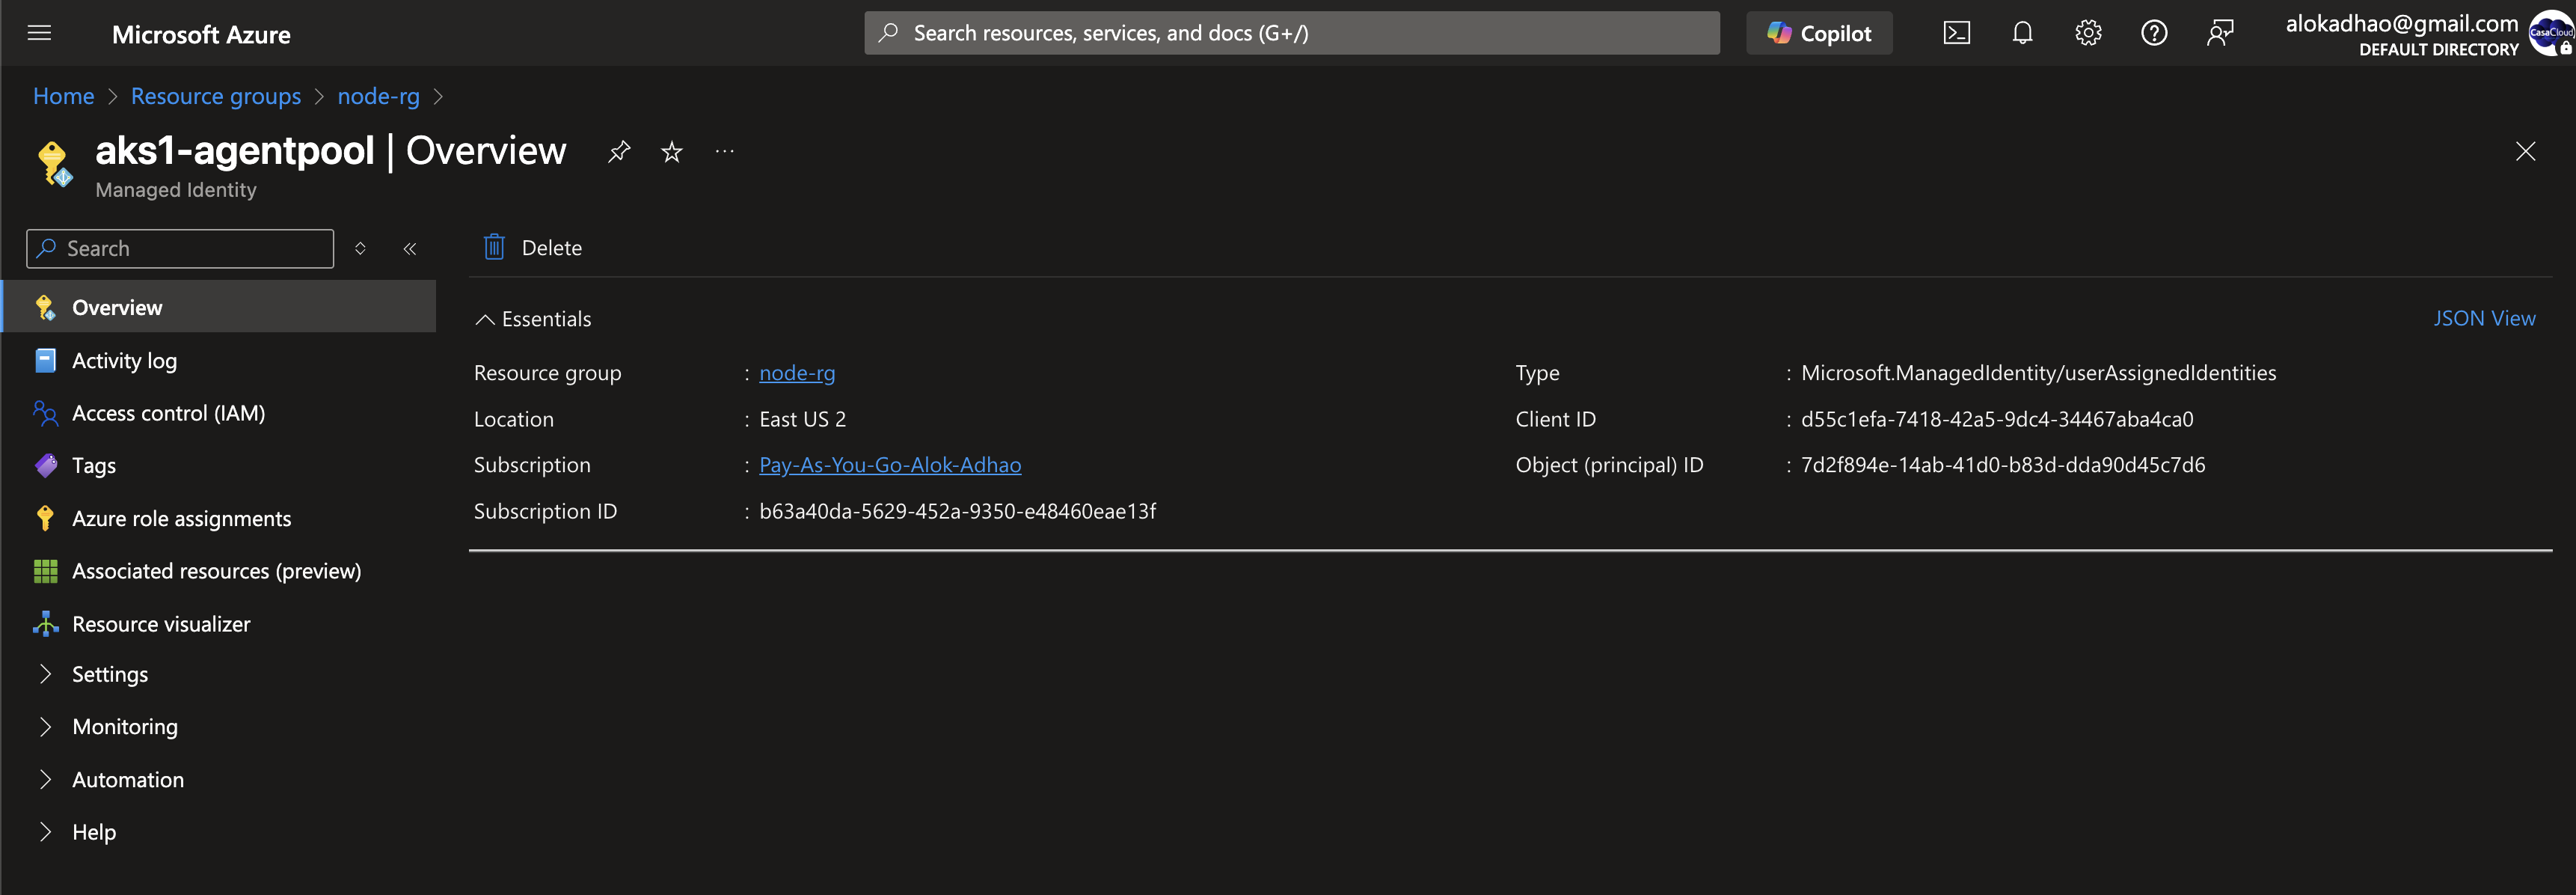 Microsoft Azure
Search resources, services, and docs (G+/)
Copilot
alokadhao@gmail.com
DEFAULT DIRECTORY
CasaCloud
Home > Resource groups > node-rg >
aks1-agentpool | Overview
Managed Identity
Search
Delete
Overview
Activity log
Access control (IAM)
Tags
Azure role assignments
Associated resources (preview)
Resource visualizer
Settings
Monitoring
Automation
Help
Essentials
JSON View
Resource group : node-rg
Location : East US 2
Subscription : Pay-As-You-Go-Alok-Adhao
Subscription ID : b63a40da-5629-452a-9350-e48460eae13f
Type : Microsoft.ManagedIdentity/userAssignedIdentities
Client ID : d55c1efa-7418-42a5-9dc4-34467aba4ca0
Object (principal) ID : 7d2f894e-14ab-41d0-b83d-dda90d45c7d6